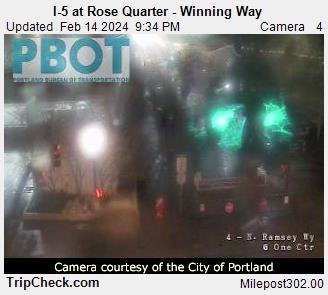 I-5 at Rose Quarter - Winning Way
Updated Feb 14 2024 9:34 PM Camera 4
PBOT
PORTLAND BUREAU OF TRANSPORTATION
4 - N. Ramsey Wy
@ One Ctr
Camera courtesy of the City of Portland
TripCheck.com Milepost302.00